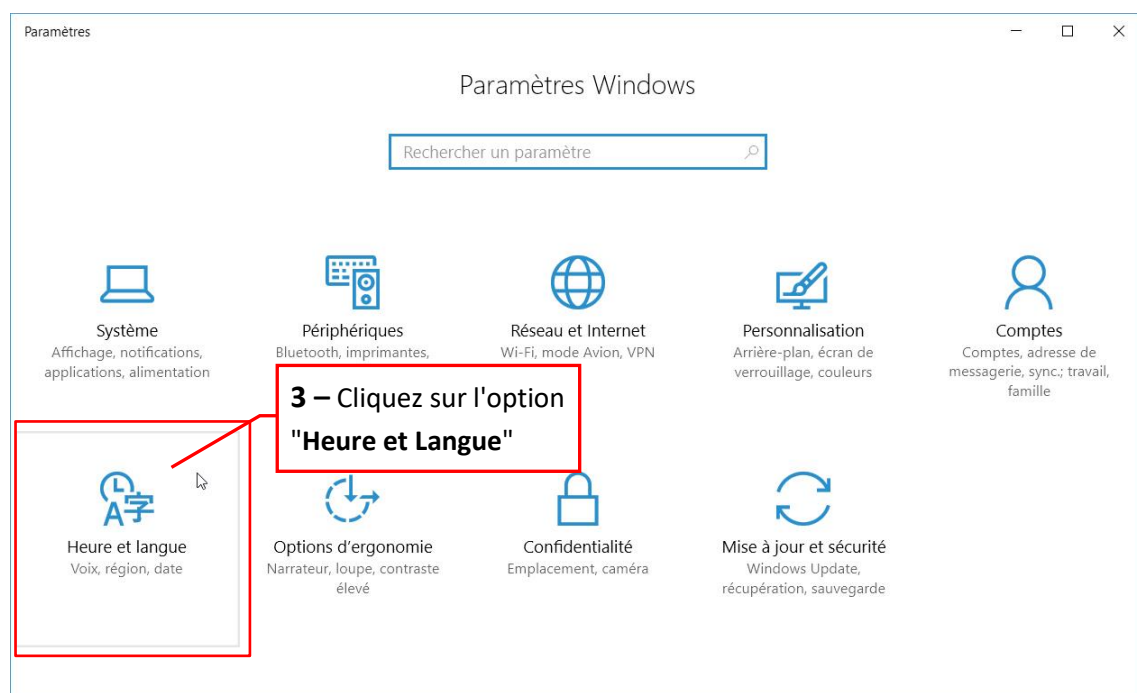 Paramètres
Paramètres Windows
Rechercher un paramètre
Système
Affichage, notifications,
applications, alimentation
Périphériques
Bluetooth, imprimantes,
Réseau et Internet
Wi-Fi, mode Avion, VPN
Personnalisation
Arrière-plan, écran de
verrouillage, couleurs
Comptes
Comptes, adresse de
messagerie, sync.; travail,
famille
3 – Cliquez sur l'option
"Heure et Langue"
Heure et langue
Voix, région, date
Options d'ergonomie
Narrateur, loupe, contraste
élevé
Confidentialité
Emplacement, caméra
Mise à jour et sécurité
Windows Update,
récupération, sauvegarde